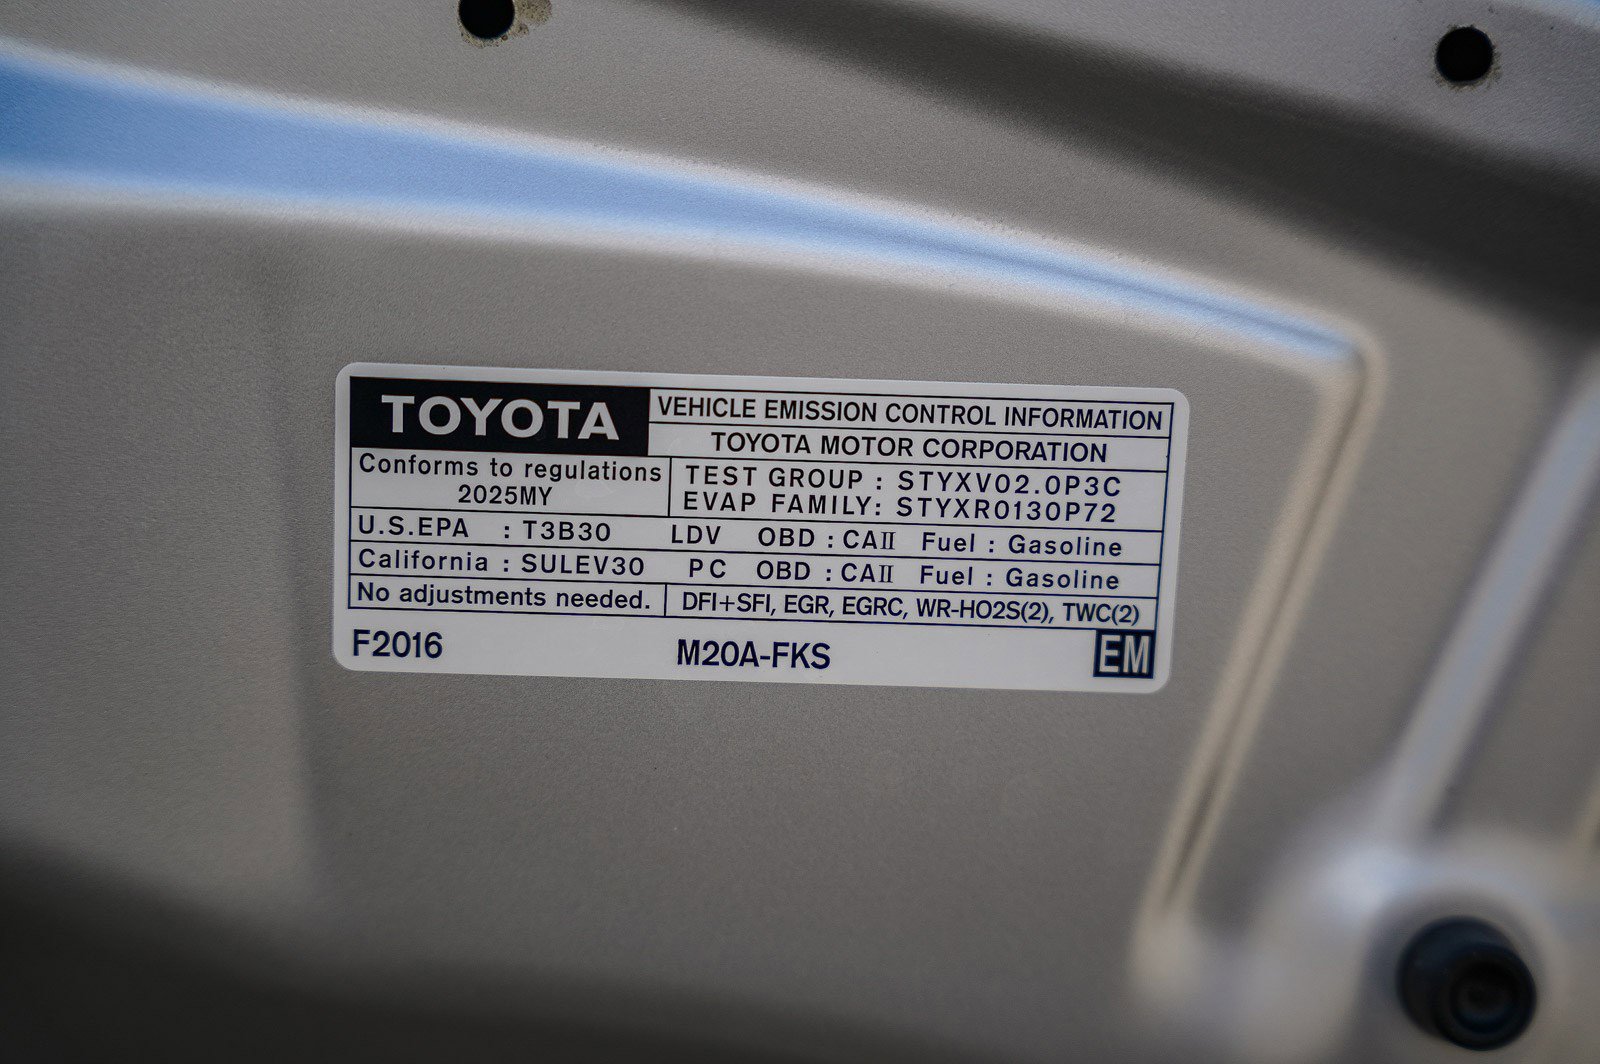 TOYOTA
VEHICLE EMISSION CONTROL INFORMATION
TOYOTA MOTOR CORPORATION
Conforms to regulations
2025MY
TEST GROUP : STYXV02.0P3C
EVAP FAMILY: STYXR0130P72
U.S.EPA : T3B30 LDV OBD : CAII Fuel : Gasoline
California : SULEV30 PC OBD : CAII Fuel : Gasoline
No adjustments needed. DFI+SFI, EGR, EGRC, WR-HO2S(2), TWC(2)
F2016 M20A-FKS EM